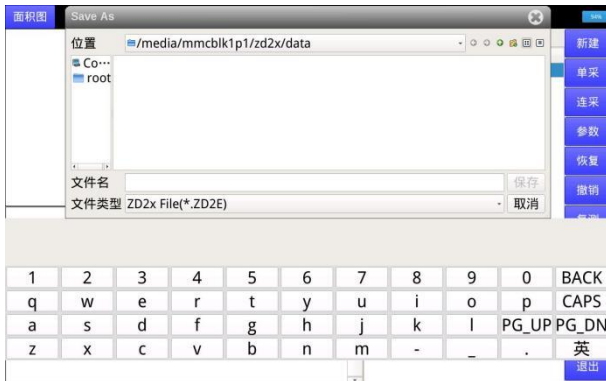 面积图
Save As
54%
位置 /media/mmcblk1p1/zd2x/data
新建
Co…
root
单采
连采
参数
恢复
文件名 保存
撤销
文件类型 ZD2x File(*.ZD2E) 取消
1 2 3 4 5 6 7 8 9 0 BACK
q w e r t y u i o p CAPS
a s d f g h j k l PG_UP PG_DN
z x c v b n m - _ . 英
退出